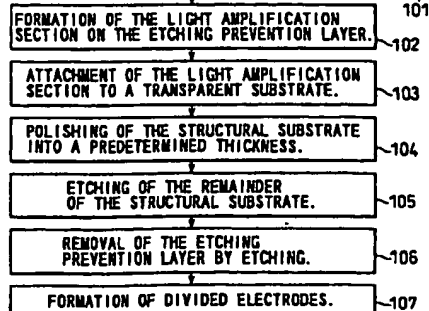 101
FORMATION OF THE LIGHT AMPLIFICATION
SECTION ON THE ETCHING PREVENTION LAYER.
102
ATTACHMENT OF THE LIGHT AMPLIFICATION
SECTION TO A TRANSPARENT SUBSTRATE.
103
POLISHING OF THE STRUCTURAL SUBSTRATE
INTO A PREDETERMINED THICKNESS.
104
ETCHING OF THE REMAINDER
OF THE STRUCTURAL SUBSTRATE.
105
REMOVAL OF THE ETCHING
PREVENTION LAYER BY ETCHING.
106
FORMATION OF DIVIDED ELECTRODES.
107